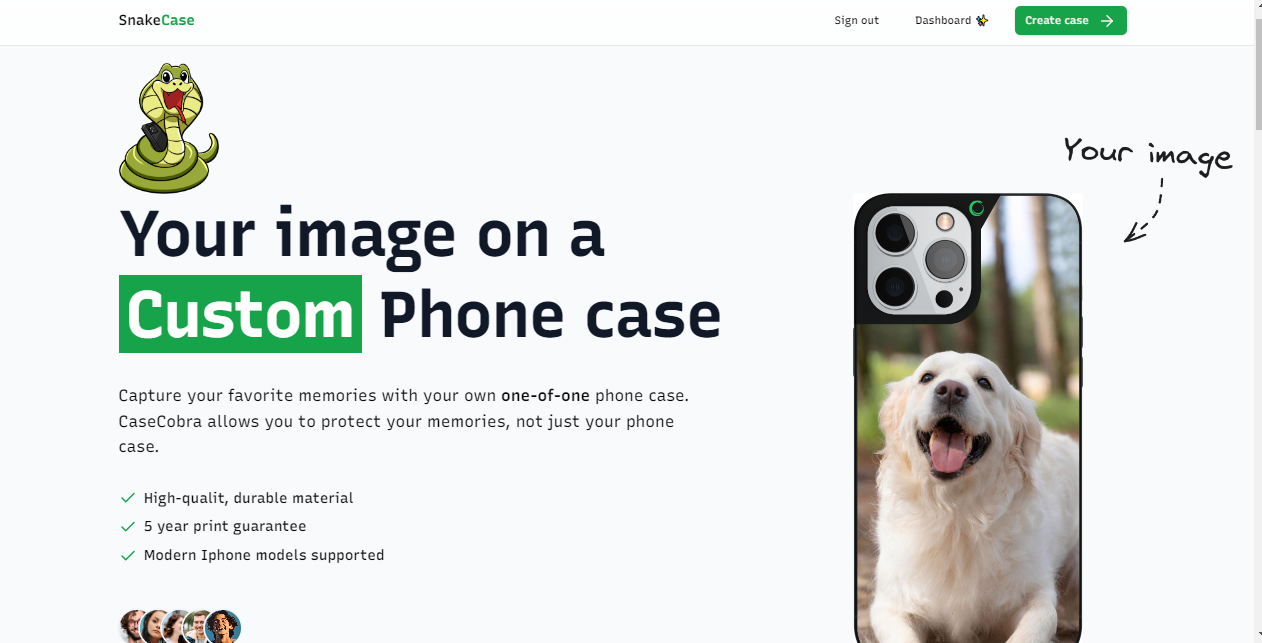 SnakeCase
Sign out
Dashboard
Create case
Your image
Your image on a
Custom Phone case
Capture your favorite memories with your own one-of-one phone case.
CaseCobra allows you to protect your memories, not just your phone
case.
High-qualit, durable material
5 year print guarantee
Modern Iphone models supported